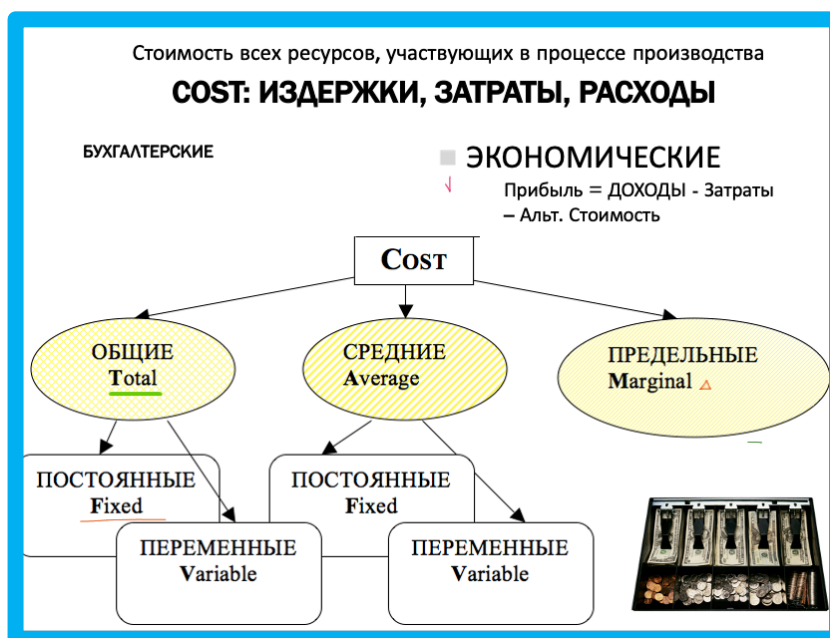 Стоимость всех ресурсов, участвующих в процессе производства
COST: ИЗДЕРЖКИ, ЗАТРАТЫ, РАСХОДЫ
БУХГАЛТЕРСКИЕ
ЭКОНОМИЧЕСКИЕ
Прибыль = ДОХОДЫ - Затраты
– Альт. Стоимость
COST
ОБЩИЕ
Total
СРЕДНИЕ
Average
ПРЕДЕЛЬНЫЕ
Marginal △
ПОСТОЯННЫЕ
Fixed
ПОСТОЯННЫЕ
Fixed
ПЕРЕМЕННЫЕ
Variable
ПЕРЕМЕННЫЕ
Variable